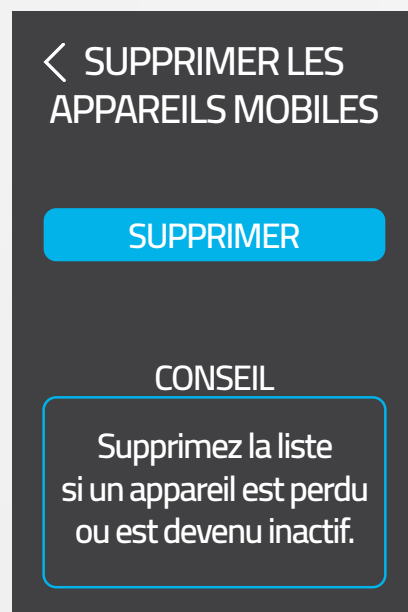 SUPPRIMER LES
APPAREILS MOBILES
SUPPRIMER
CONSEIL
Supprimez la liste
si un appareil est perdu
ou est devenu inactif.